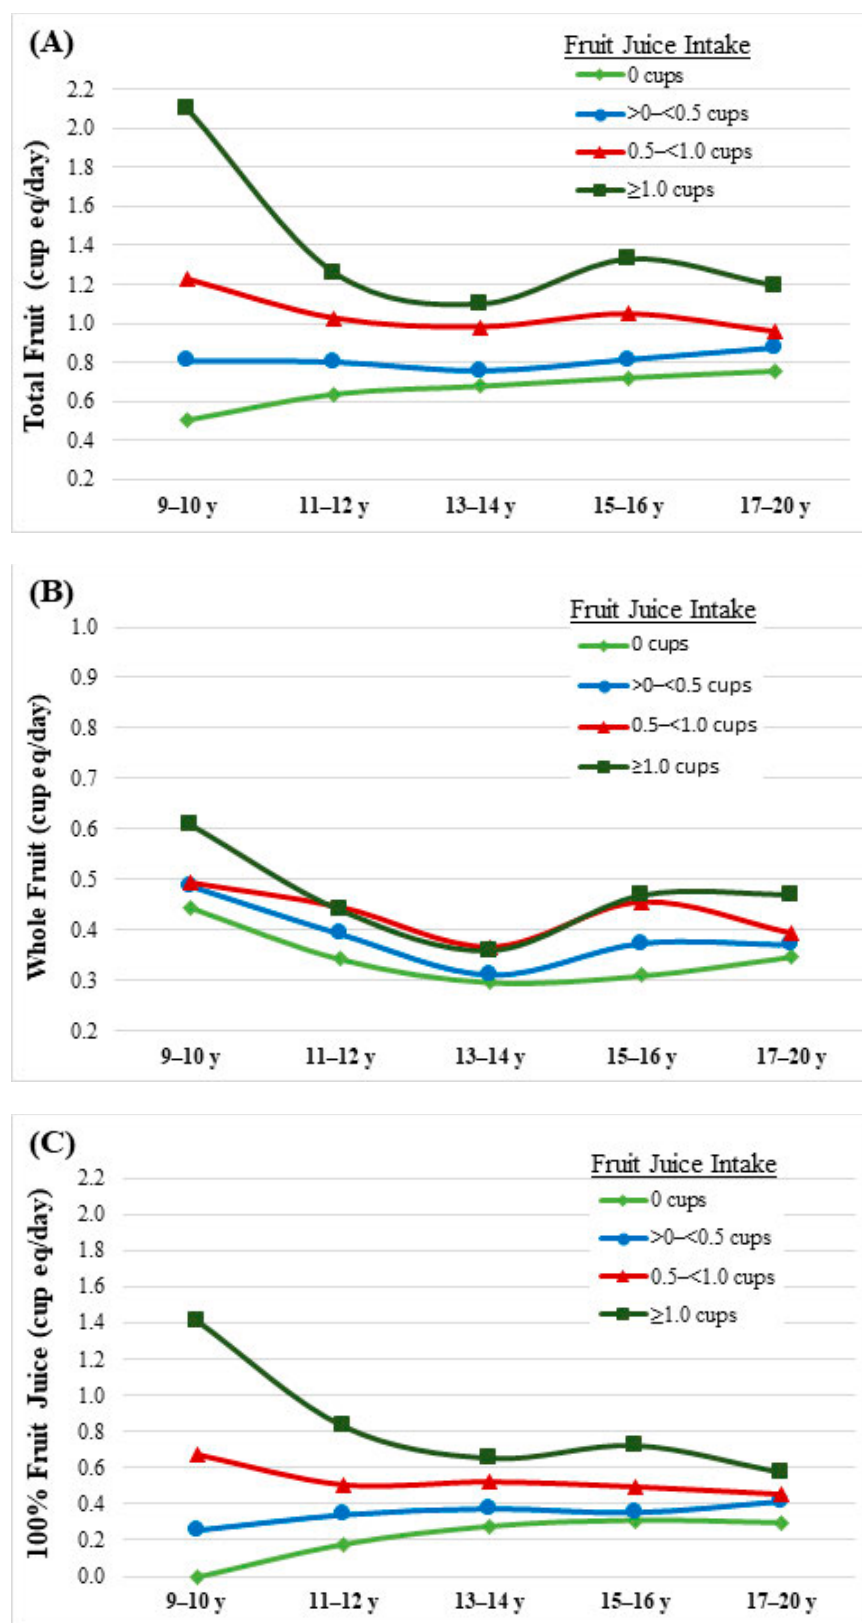 (A)
Fruit Juice Intake
0 cups
>0–<0.5 cups
0.5–<1.0 cups
≥1.0 cups
Total Fruit (cup eq/day)
2.2
2.0
1.8
1.6
1.4
1.2
1.0
0.8
0.6
0.4
0.2
9–10 y
11–12 y
13–14 y
15–16 y
17–20 y
(B)
Fruit Juice Intake
0 cups
>0–<0.5 cups
0.5–<1.0 cups
≥1.0 cups
Whole Fruit (cup eq/day)
1.0
0.9
0.8
0.7
0.6
0.5
0.4
0.3
0.2
9–10 y
11–12 y
13–14 y
15–16 y
17–20 y
(C)
Fruit Juice Intake
0 cups
>0–<0.5 cups
0.5–<1.0 cups
≥1.0 cups
100% Fruit Juice (cup eq/day)
2.2
2.0
1.8
1.6
1.4
1.2
1.0
0.8
0.6
0.4
0.2
0.0
9–10 y
11–12 y
13–14 y
15–16 y
17–20 y